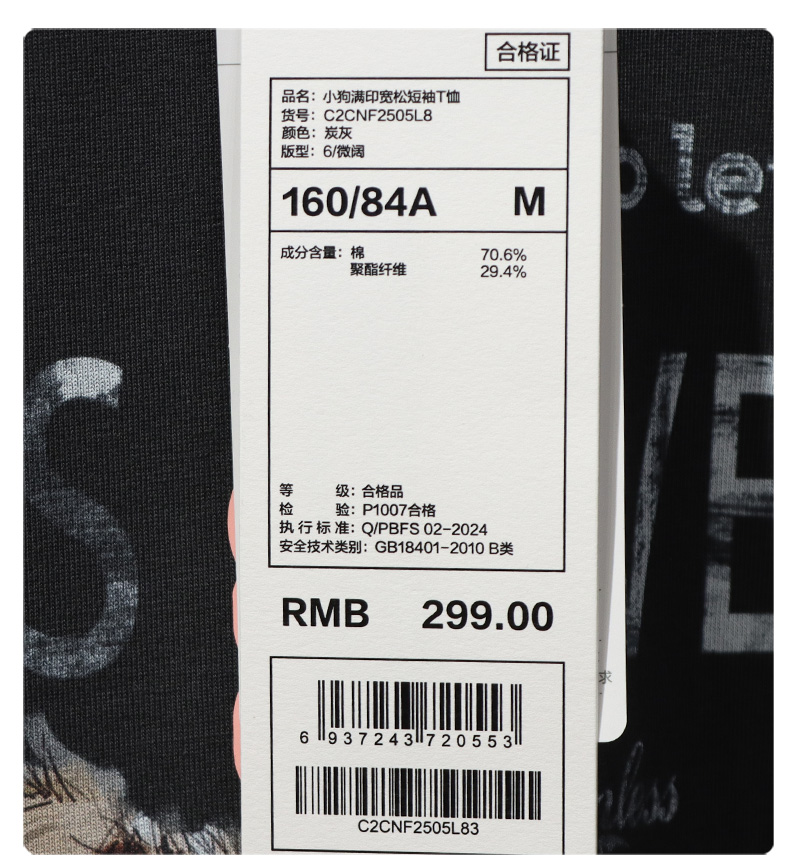 合格证
品名：小狗满印宽松短袖T恤
货号：C2CNF2505L8
颜色：炭灰
版型：6/微阔
160/84A M
成分含量：棉 70.6%
聚酯纤维 29.4%
等 级：合格品
检 验：P1007合格
执行标准：Q/PBFS 02-2024
安全技术类别：GB18401-2010 B类
RMB 299.00
6 937243 720553
C2CNF2505L83
o let
S
/B
求